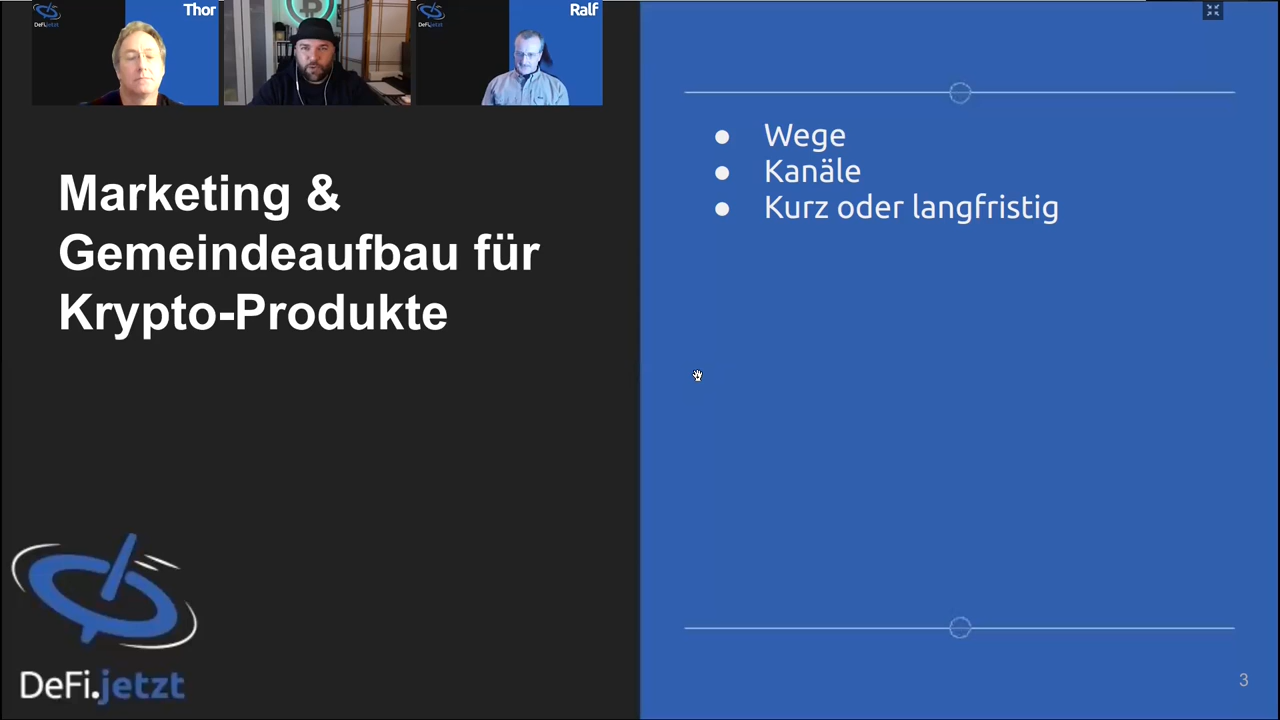 Thor
Ralf
DeFi.jetzt
DeFi.jetzt
Marketing &
Gemeindeaufbau für
Krypto-Produkte
● Wege
● Kanäle
● Kurz oder langfristig
DeFi.jetzt
3